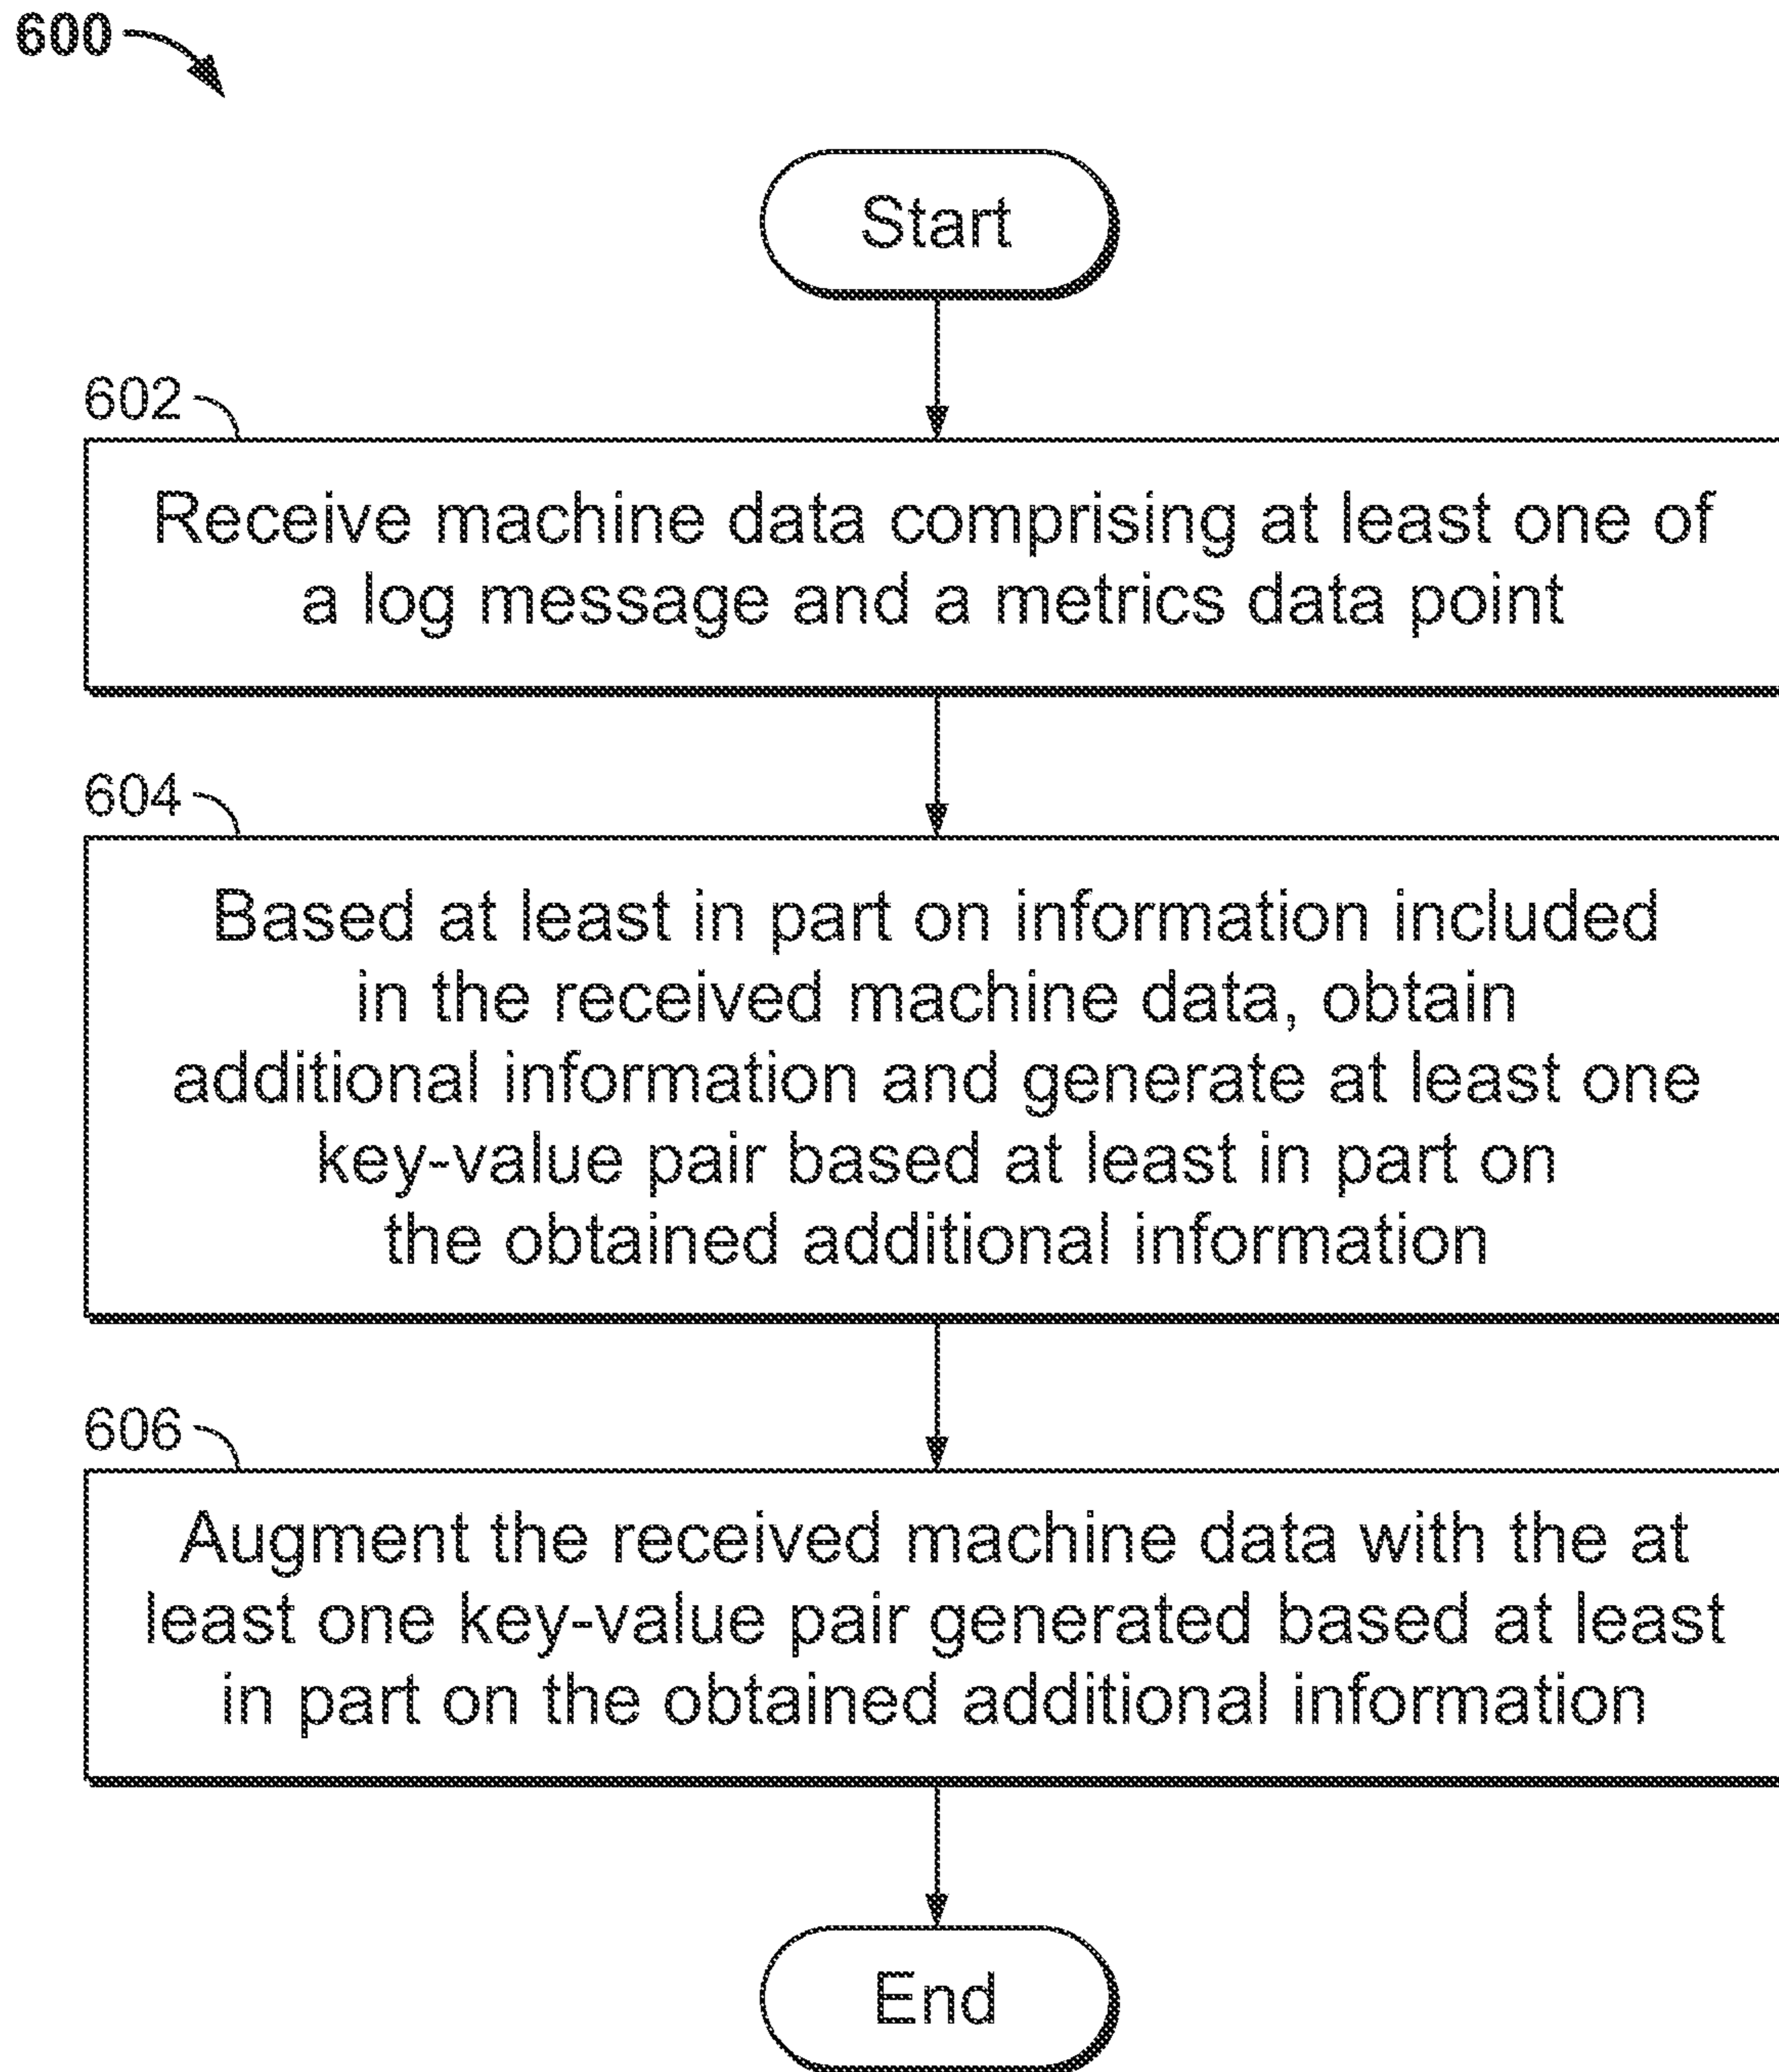 600
Start
602
Receive machine data comprising at least one of
a log message and a metrics data point
604
Based at least in part on information included
in the received machine data, obtain
additional information and generate at least one
key-value pair based at least in part on
the obtained additional information
606
Augment the received machine data with the at
least one key-value pair generated based at least
in part on the obtained additional information
End